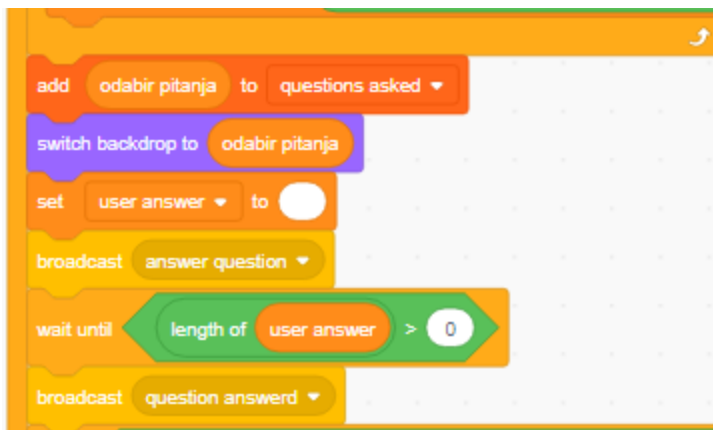 add odabir pitanja to questions asked
switch backdrop to odabir pitanja
set user answer to
broadcast answer question
wait until length of user answer > 0
broadcast question answerd